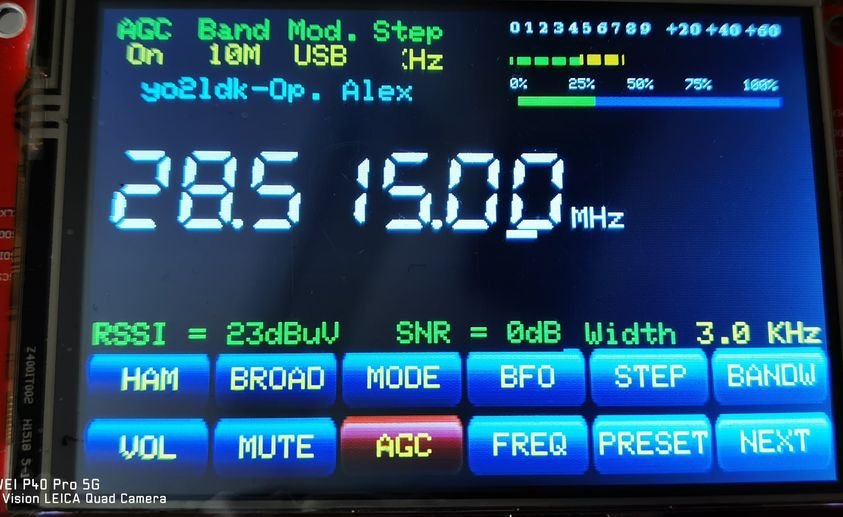 AGC Band Mod. Step
On 10M USB Hz
yo2ldk-Op. Alex
0 1 2 3 4 5 6 7 8 9 +20 +40 +60
0% 25% 50% 75% 100%
28.515.00 MHz
RSSI = 23dBuV SNR = 0dB Width 3.0 KHz
HAM BROAD MODE BFO STEP BANDW
VOL MUTE AGC FREQ PRESET NEXT
WEI P40 Pro 5G
Vision LEICA Quad Camera